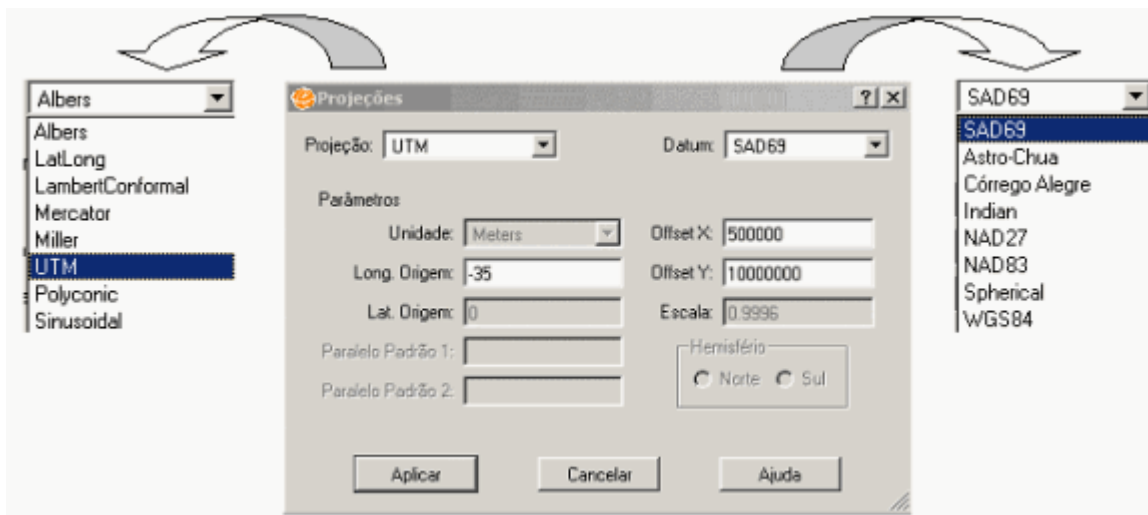 Albers
Albers
LatLong
LambertConformal
Mercator
Miller
UTM
Polyconic
Sinusoidal
Projeções
Projeção: UTM
Datum: SAD69
Parâmetros
Unidade: Meters
Offset X: 500000
Long. Origem: -35
Offset Y: 10000000
Lat. Origem: 0
Escala: 0.9996
Paralelo Padrão 1:
Hemisfério
Norte Sul
Paralelo Padrão 2:
Aplicar
Cancelar
Ajuda
SAD69
SAD69
Astro-Chua
Córrego Alegre
Indian
NAD27
NAD83
Spherical
WGS84